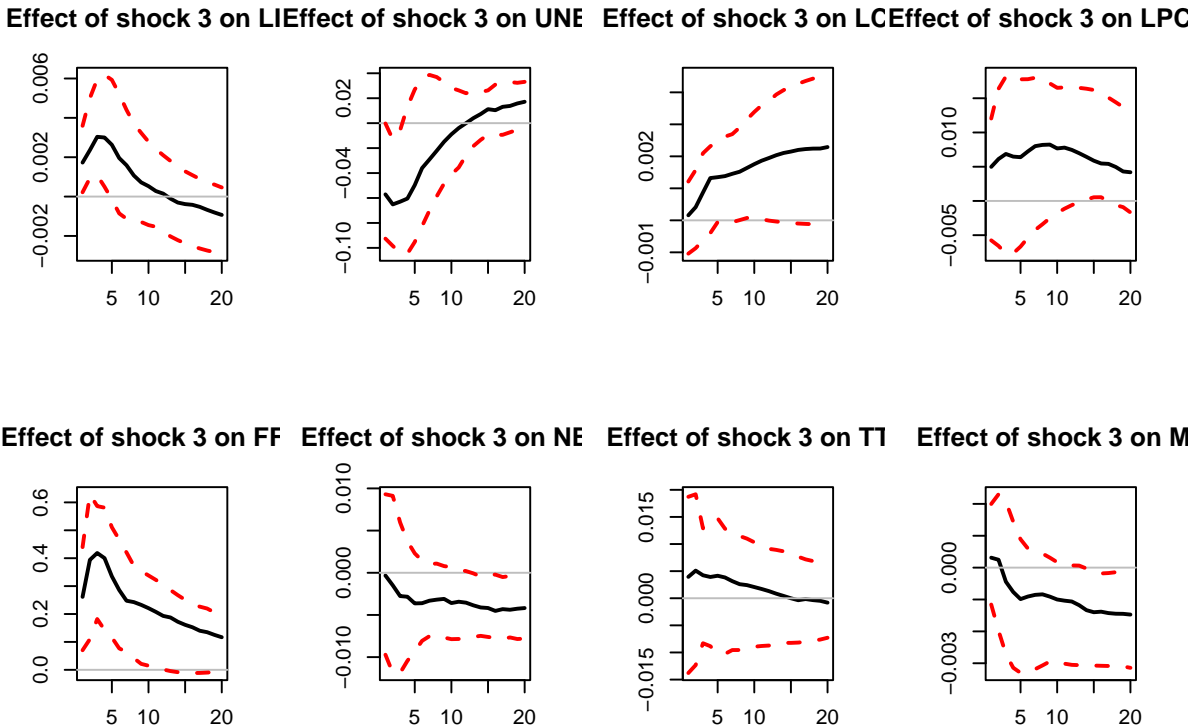 Effect of shock 3 on LI
Effect of shock 3 on UNE
Effect of shock 3 on LC
Effect of shock 3 on LPC
0.006
0.002
−0.002
5 10 20
0.02
−0.04
−0.10
5 10 20
0.002
−0.001
5 10 20
0.010
−0.005
5 10 20
Effect of shock 3 on FF
Effect of shock 3 on NE
Effect of shock 3 on TT
Effect of shock 3 on M
0.6
0.4
0.2
0.0
5 10 20
0.010
0.000
−0.010
5 10 20
0.015
0.000
−0.015
5 10 20
0.000
−0.003
5 10 20